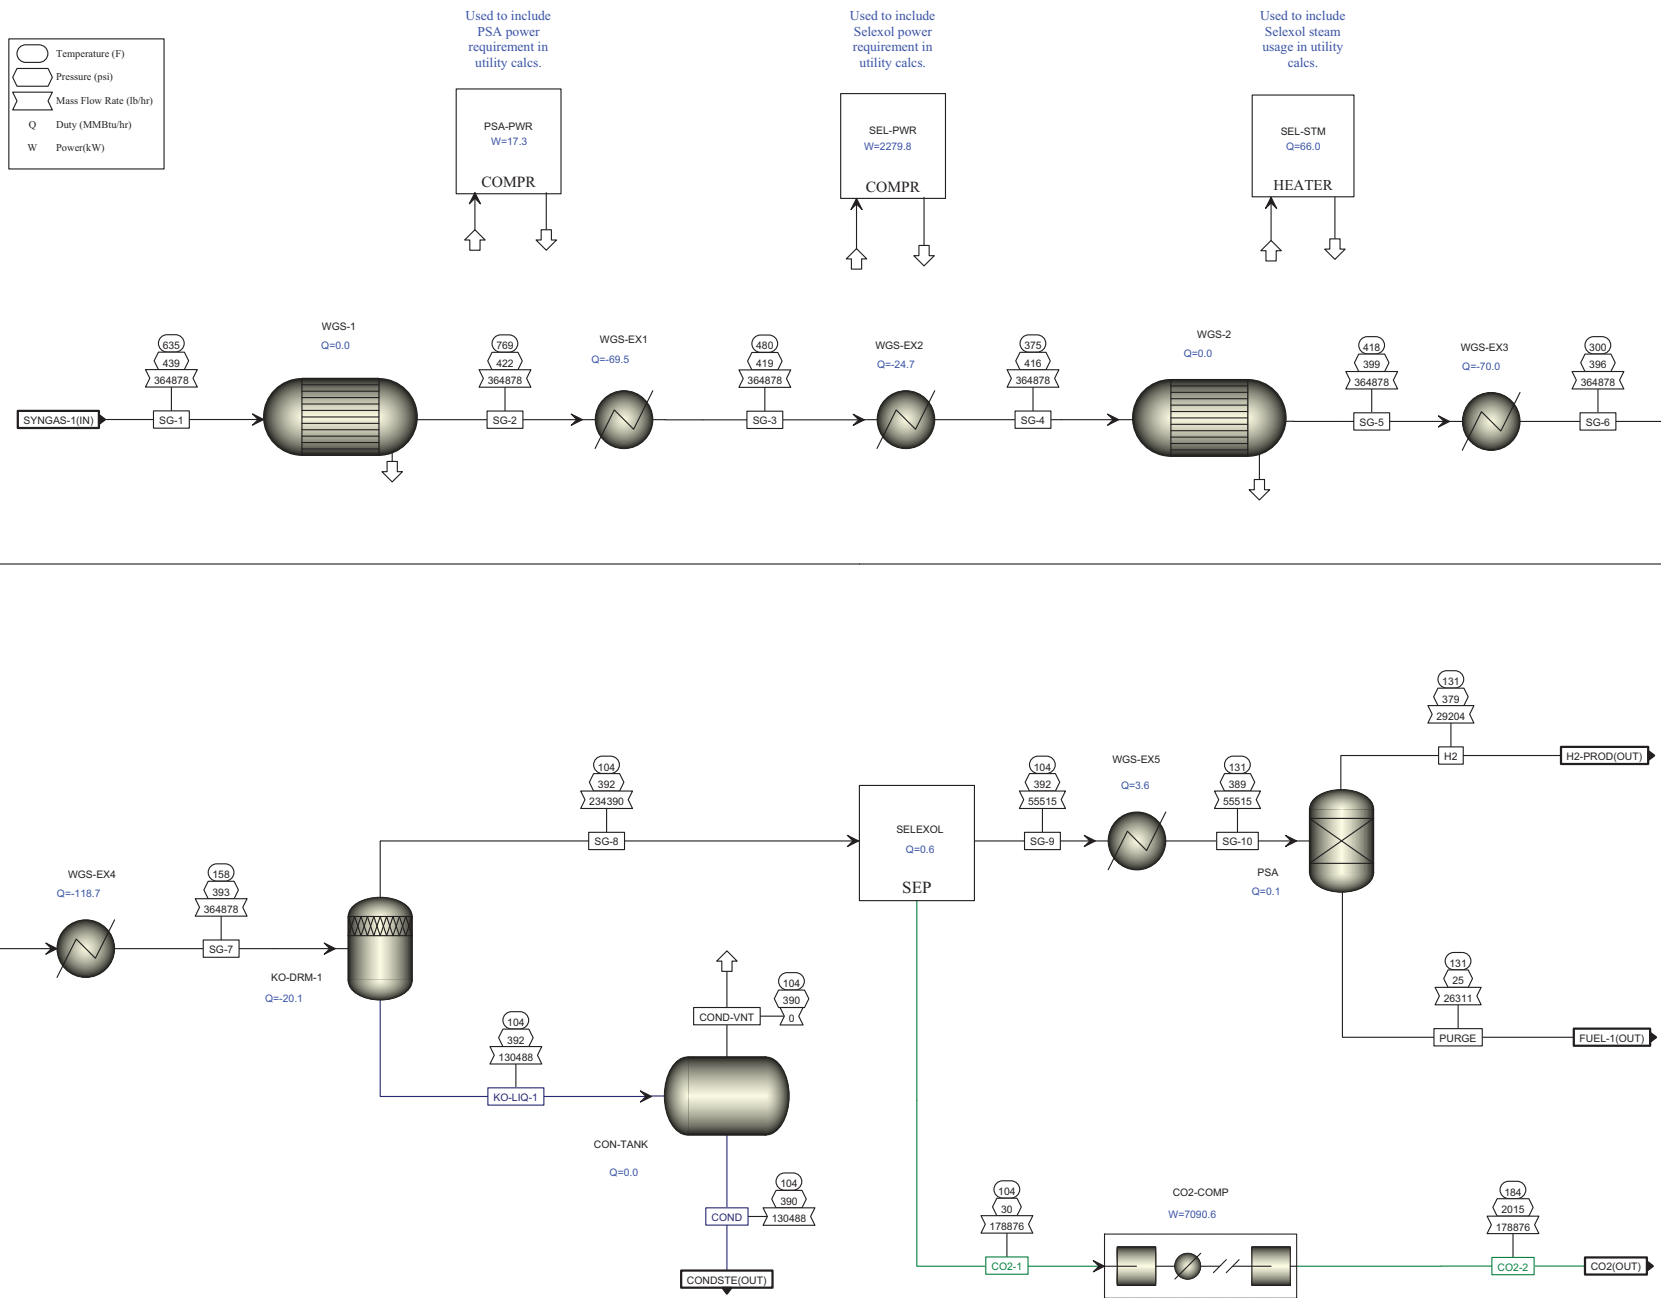 Used to include
PSA power
requirement in
utility calcs.
Used to include
Selexol power
requirement in
utility calcs.
Used to include
Selexol steam
usage in utility
calcs.
Temperature (F)
Pressure (psi)
Mass Flow Rate (lb/hr)
Q Duty (MMBtu/hr)
W Power(kW)
PSA-PWR
W=17.3
COMPR
SEL-PWR
W=2279.8
COMPR
SEL-STM
Q=66.0
HEATER
SYNGAS-1(IN)
635
439
364878
SG-1
WGS-1
Q=0.0
769
422
364878
SG-2
WGS-EX1
Q=-69.5
480
419
364878
SG-3
WGS-EX2
Q=-24.7
375
416
364878
SG-4
WGS-2
Q=0.0
418
399
364878
SG-5
WGS-EX3
Q=-70.0
300
396
364878
SG-6
WGS-EX4
Q=-118.7
158
393
364878
SG-7
KO-DRM-1
Q=-20.1
104
392
234390
SG-8
SELEXOL
Q=0.6
SEP
104
392
55515
SG-9
WGS-EX5
Q=3.6
131
389
55515
SG-10
PSA
Q=0.1
131
379
29204
H2
H2-PROD(OUT)
131
25
26311
PURGE
FUEL-1(OUT)
104
392
130488
KO-LIQ-1
CON-TANK
Q=0.0
COND-VNT
104
390
0
COND
104
390
130488
CONDSTE(OUT)
104
30
178876
CO2-1
CO2-COMP
W=7090.6
184
2015
178876
CO2-2
CO2(OUT)